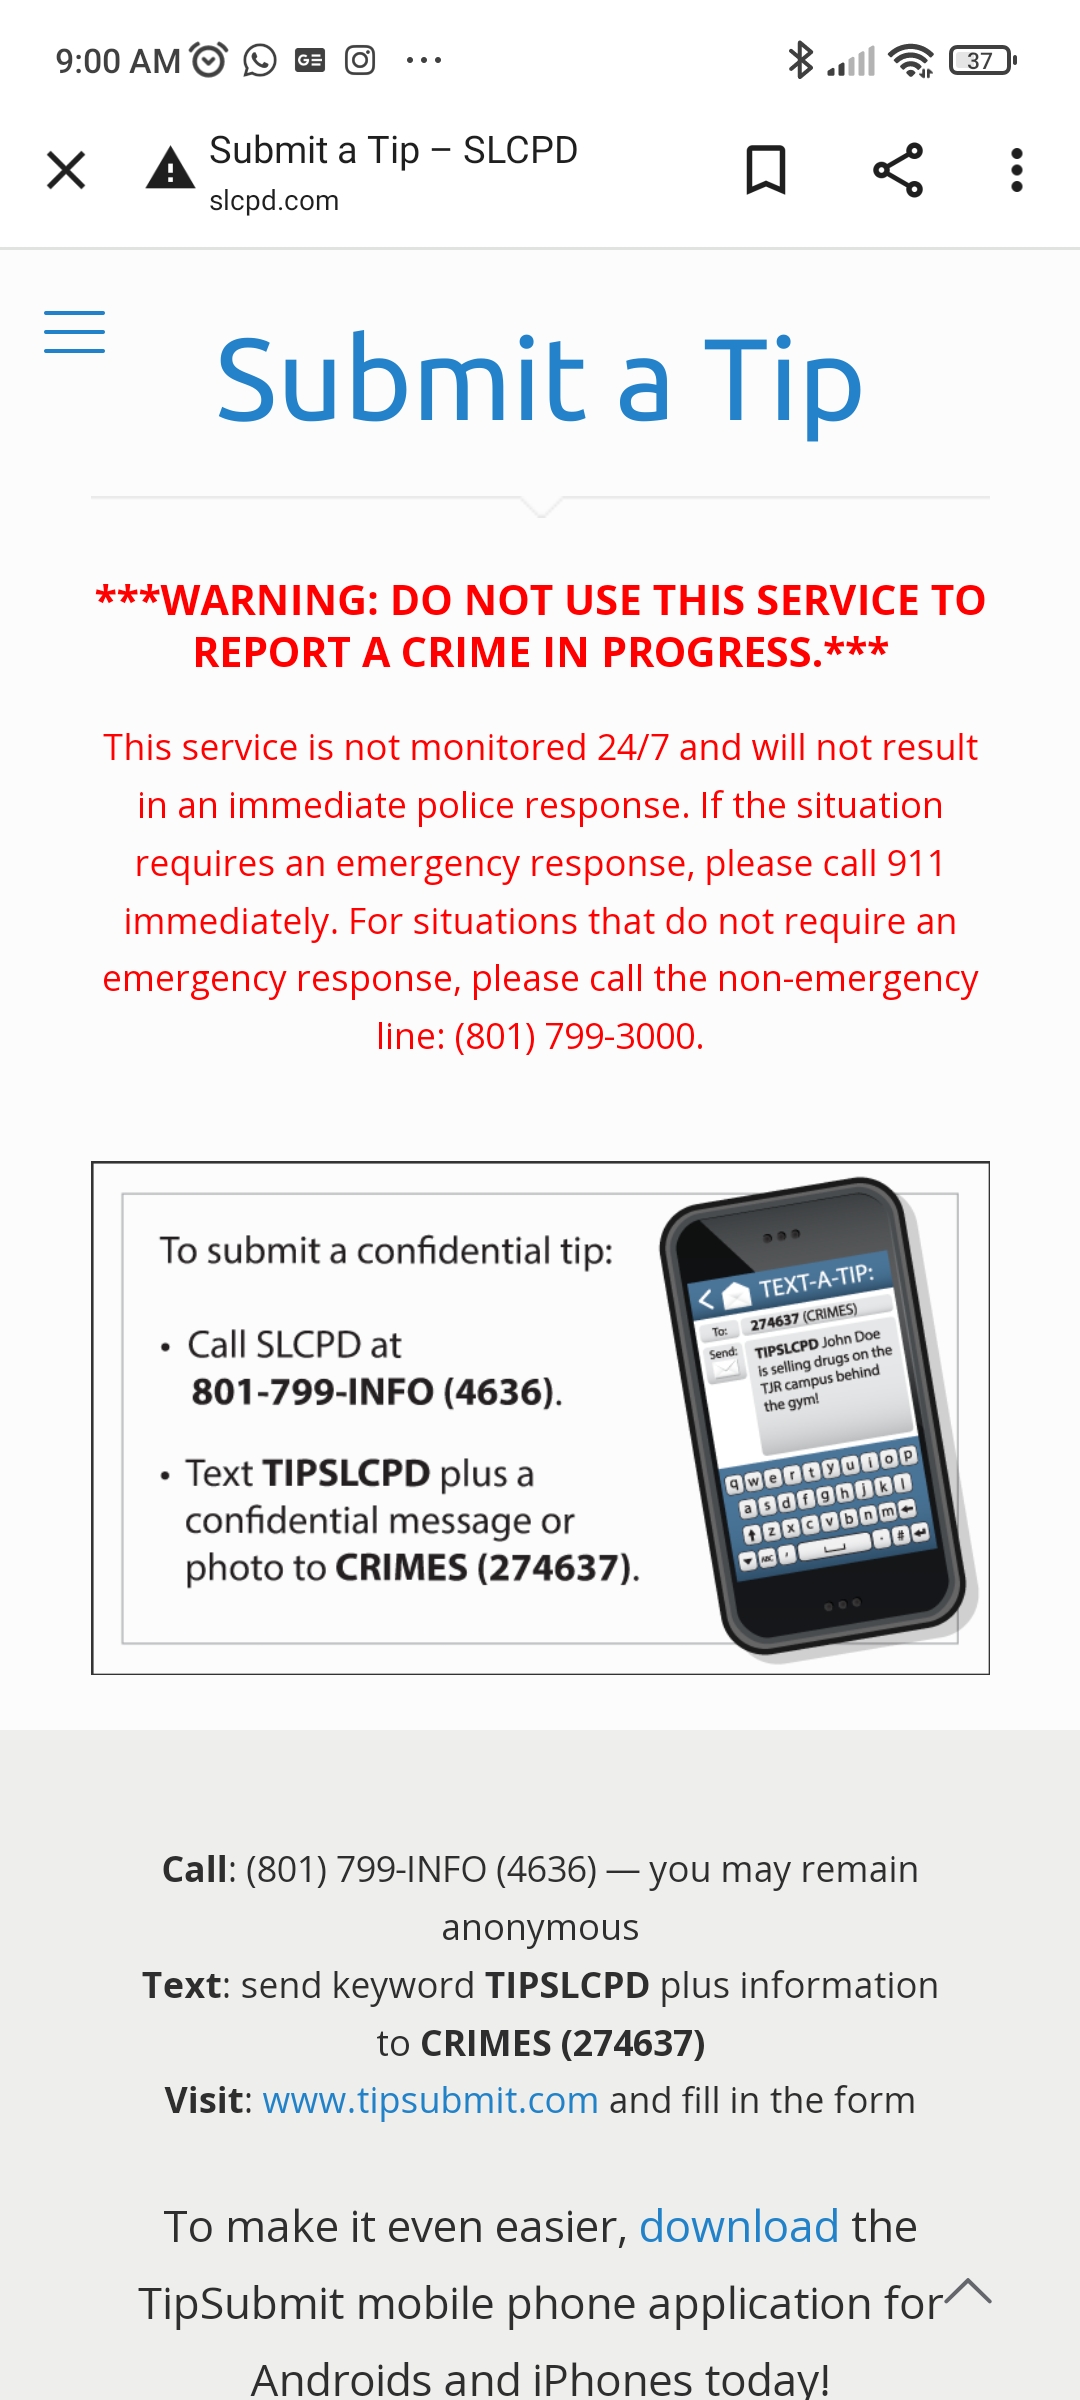 9:00 AM
37
Submit a Tip – SLCPD
slcpd.com
Submit a Tip
***WARNING: DO NOT USE THIS SERVICE TO
REPORT A CRIME IN PROGRESS.***
This service is not monitored 24/7 and will not result
in an immediate police response. If the situation
requires an emergency response, please call 911
immediately. For situations that do not require an
emergency response, please call the non-emergency
line: (801) 799-3000.
To submit a confidential tip:
• Call SLCPD at
801-799-INFO (4636).
• Text TIPSLCPD plus a
confidential message or
photo to CRIMES (274637).
TEXT-A-TIP:
To: 274637 (CRIMES)
Send: TIPSLCPD John Doe
is selling drugs on the
TJR campus behind
the gym!
q w e r t y u i o p
a s d f g h j k l
z x c v b n m
ABC , . #
Call: (801) 799-INFO (4636) — you may remain
anonymous
Text: send keyword TIPSLCPD plus information
to CRIMES (274637)
Visit: www.tipsubmit.com and fill in the form
To make it even easier, download the
TipSubmit mobile phone application for
Androids and iPhones today!